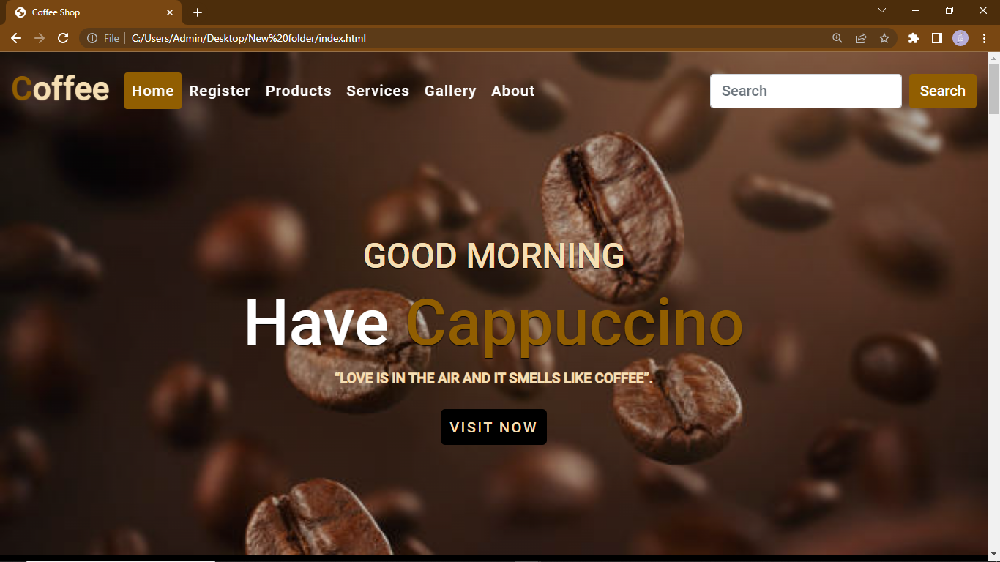 Coffee Shop
File C:/Users/Admin/Desktop/New%20folder/index.html
Coffee Home Register Products Services Gallery About Search Search
GOOD MORNING
Have Cappuccino
“LOVE IS IN THE AIR AND IT SMELLS LIKE COFFEE”.
VISIT NOW